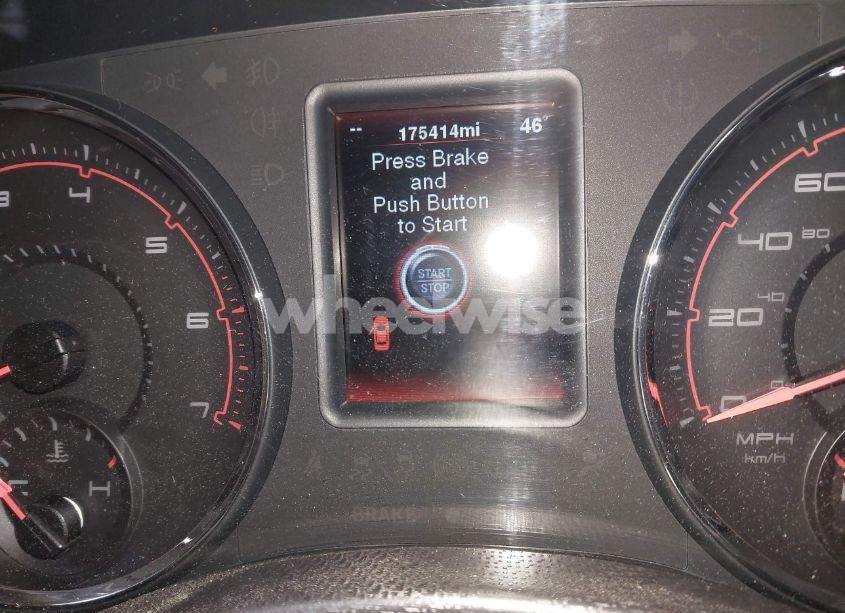 -- 175414mi 46°
Press Brake
and
Push Button
to Start
START
STOP
wheelwise
4
5
6
7
H
60
40 80
20 40
0 0
MPH
km/h
BRAKE